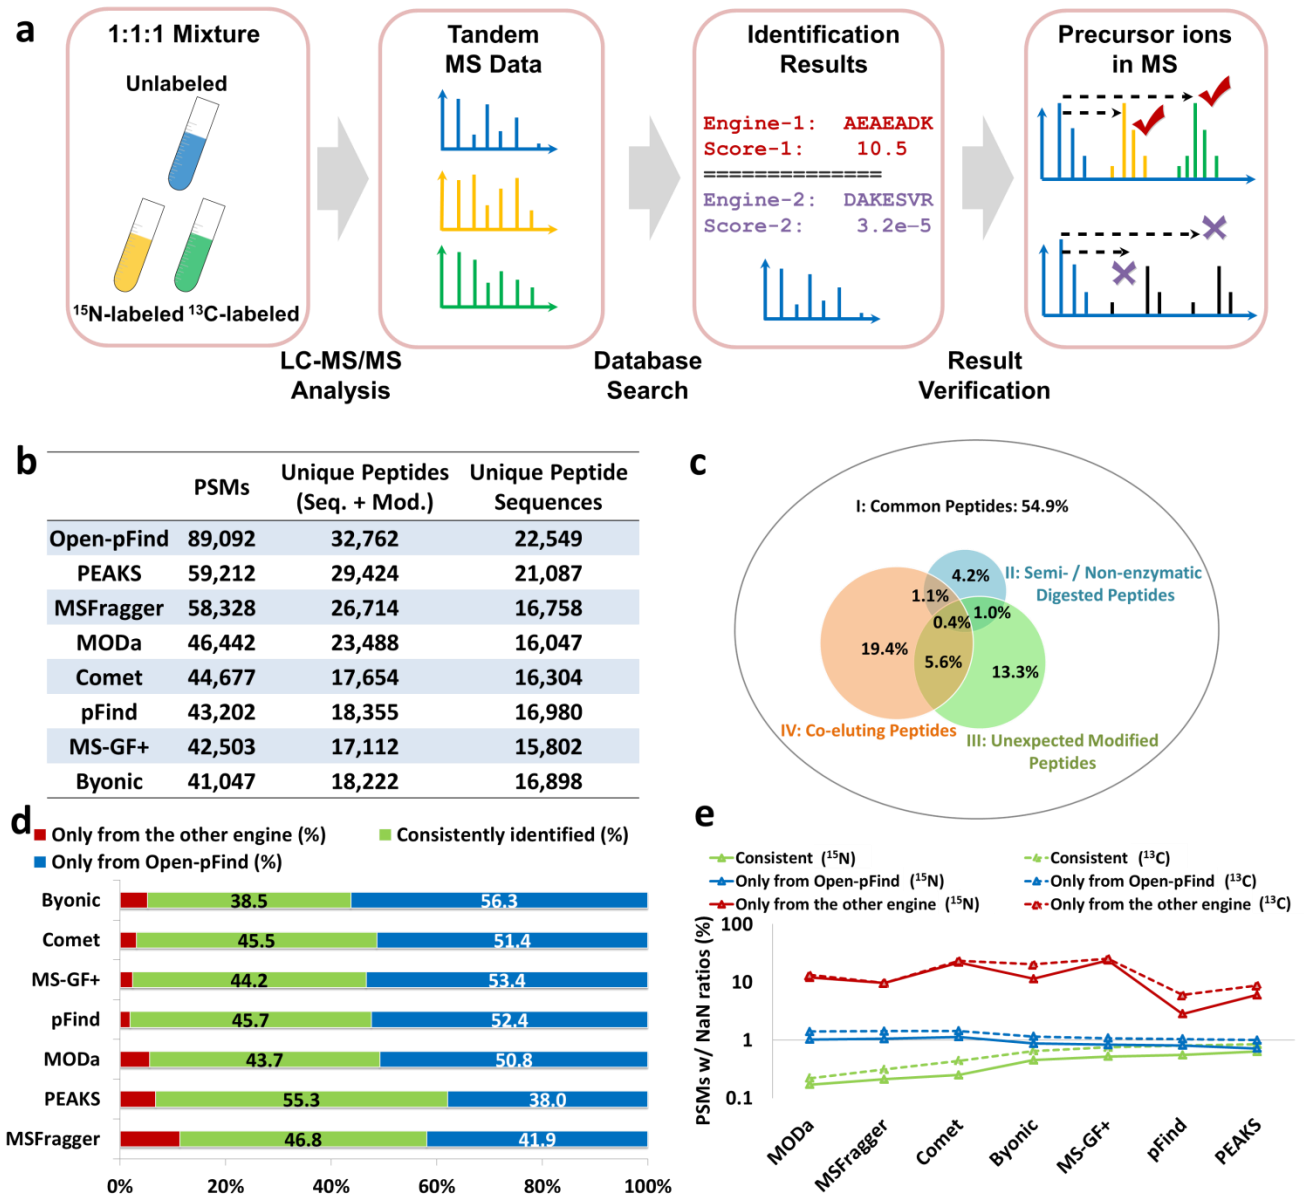 a
1:1:1 Mixture
Unlabeled
¹⁵N-labeled ¹³C-labeled
Tandem
MS Data
Identification
Results
Engine-1: AEAEADK
Score-1: 10.5
==============
Engine-2: DAKESVR
Score-2: 3.2e-5
Precursor ions
in MS
LC-MS/MS
Analysis
Database
Search
Result
Verification
b
PSMs Unique Peptides (Seq. + Mod.) Unique Peptide Sequences
Open-pFind 89,092 32,762 22,549
PEAKS 59,212 29,424 21,087
MSFragger 58,328 26,714 16,758
MODa 46,442 23,488 16,047
Comet 44,677 17,654 16,304
pFind 43,202 18,355 16,980
MS-GF+ 42,503 17,112 15,802
Byonic 41,047 18,222 16,898
c
I: Common Peptides: 54.9%
4.2%
II: Semi- / Non-enzymatic
Digested Peptides
1.1%
1.0%
0.4%
19.4%
5.6%
13.3%
IV: Co-eluting Peptides
III: Unexpected Modified
Peptides
d
Only from the other engine (%) Consistently identified (%)
Only from Open-pFind (%)
Byonic 38.5 56.3
Comet 45.5 51.4
MS-GF+ 44.2 53.4
pFind 45.7 52.4
MODa 43.7 50.8
PEAKS 55.3 38.0
MSFragger 46.8 41.9
0% 20% 40% 60% 80% 100%
e
Consistent (¹⁵N) Consistent (¹³C)
Only from Open-pFind (¹⁵N) Only from Open-pFind (¹³C)
Only from the other engine (¹⁵N) Only from the other engine (¹³C)
PSMs w/ NaN ratios (%)
100
10
1
0.1
MODa MSFragger Comet Byonic MS-GF+ pFind PEAKS